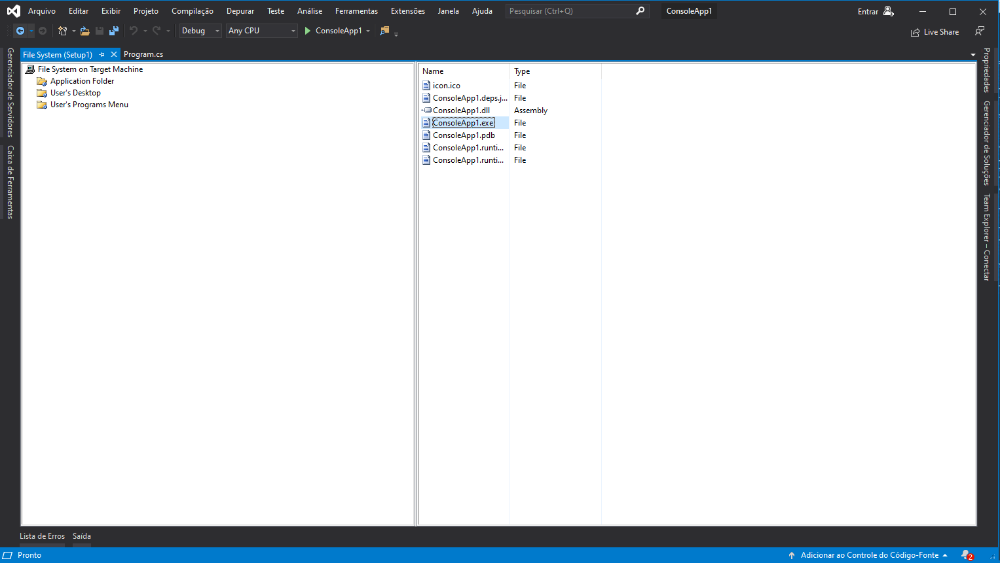 Arquivo Editar Exibir Projeto Compilação Depurar Teste Análise Ferramentas Extensões Janela Ajuda Pesquisar (Ctrl+Q) ConsoleApp1 Entrar
Debug Any CPU ConsoleApp1 Live Share
File System (Setup1) Program.cs
Gerenciador de Servidores
Caixa de Ferramentas
File System on Target Machine
Application Folder
User's Desktop
User's Programs Menu
Name Type
icon.ico File
ConsoleApp1.deps.j... File
ConsoleApp1.dll Assembly
ConsoleApp1.exe File
ConsoleApp1.pdb File
ConsoleApp1.runti... File
ConsoleApp1.runti... File
Propriedades
Gerenciador de Soluções
Team Explorer – Conectar
Lista de Erros Saída
Pronto Adicionar ao Controle do Código-Fonte 2